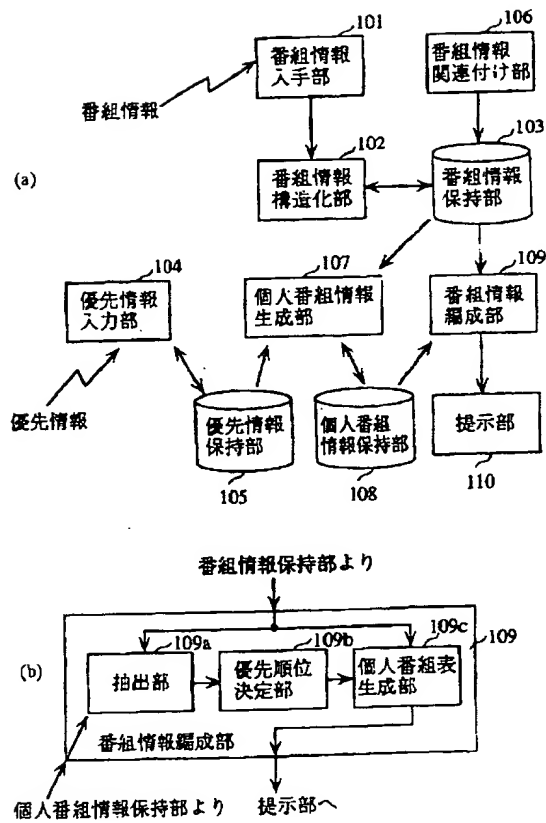 101
番組情報
入手部
106
番組情報
関連付け部
番組情報
(a)
102
番組情報
構造化部
103
番組情報
保持部
104
優先情報
入力部
107
個人番組情報
生成部
109
番組情報
編成部
優先情報
優先情報
保持部
105
個人番組
情報保持部
108
提示部
110
番組情報保持部より
(b)
109a
抽出部
109b
優先順位
決定部
109c
個人番組表
生成部
109
番組情報編成部
個人番組情報保持部より
提示部へ